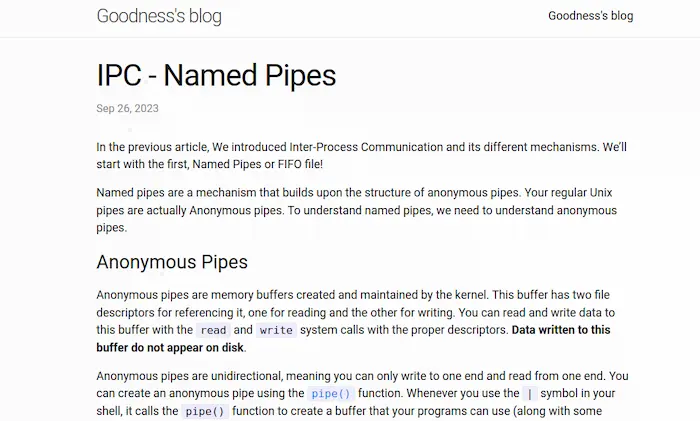 Goodness's blog
Goodness's blog
IPC - Named Pipes
Sep 26, 2023
In the previous article, We introduced Inter-Process Communication and its different mechanisms. We'll
start with the first, Named Pipes or FIFO file!
Named pipes are a mechanism that builds upon the structure of anonymous pipes. Your regular Unix
pipes are actually Anonymous pipes. To understand named pipes, we need to understand anonymous
pipes.
Anonymous Pipes
Anonymous pipes are memory buffers created and maintained by the kernel. This buffer has two file
descriptors for referencing it, one for reading and the other for writing. You can read and write data to
this buffer with the read and write system calls with the proper descriptors. Data written to this
buffer do not appear on disk.
Anonymous pipes are unidirectional, meaning you can only write to one end and read from one end. You
can create an anonymous pipe using the pipe() function. Whenever you use the | symbol in your
shell, it calls the pipe() function to create a buffer that your programs can use (along with some